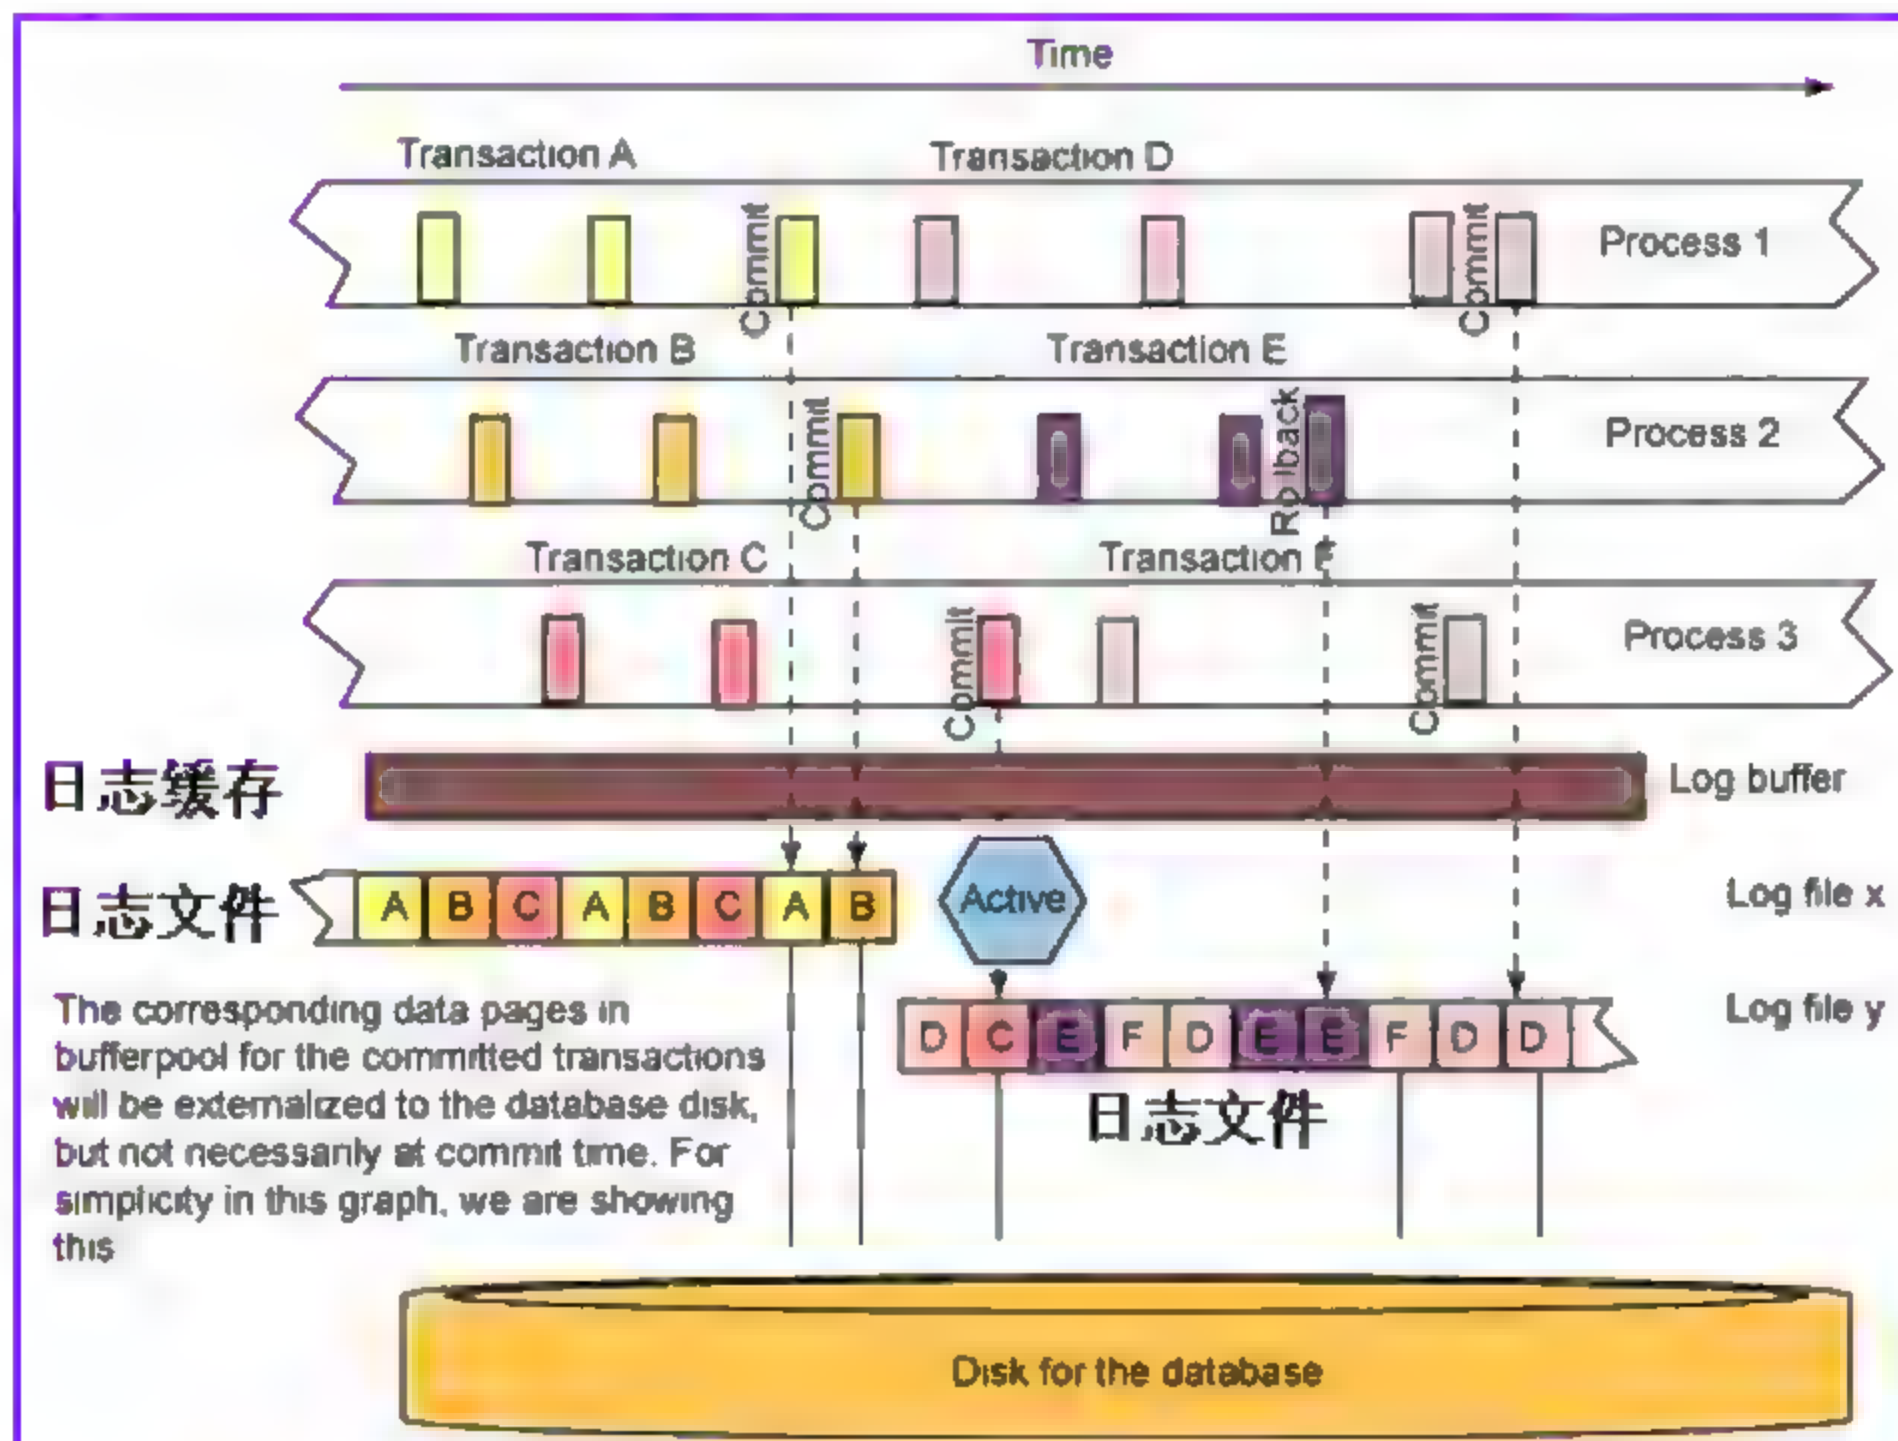 Time
Transaction A
Transaction D
Commit
Commit
Process 1
Transaction B
Transaction E
Commit
Rollback
Process 2
Transaction C
Transaction F
Commit
Commit
Process 3
日志缓存
Log buffer
日志文件
A B C A B C A B
Active
Log file x
D C E F D E E F D D
Log file y
日志文件
The corresponding data pages in
bufferpool for the committed transactions
will be externalized to the database disk,
but not necessarily at commit time. For
simplicity in this graph, we are showing
this
Disk for the database